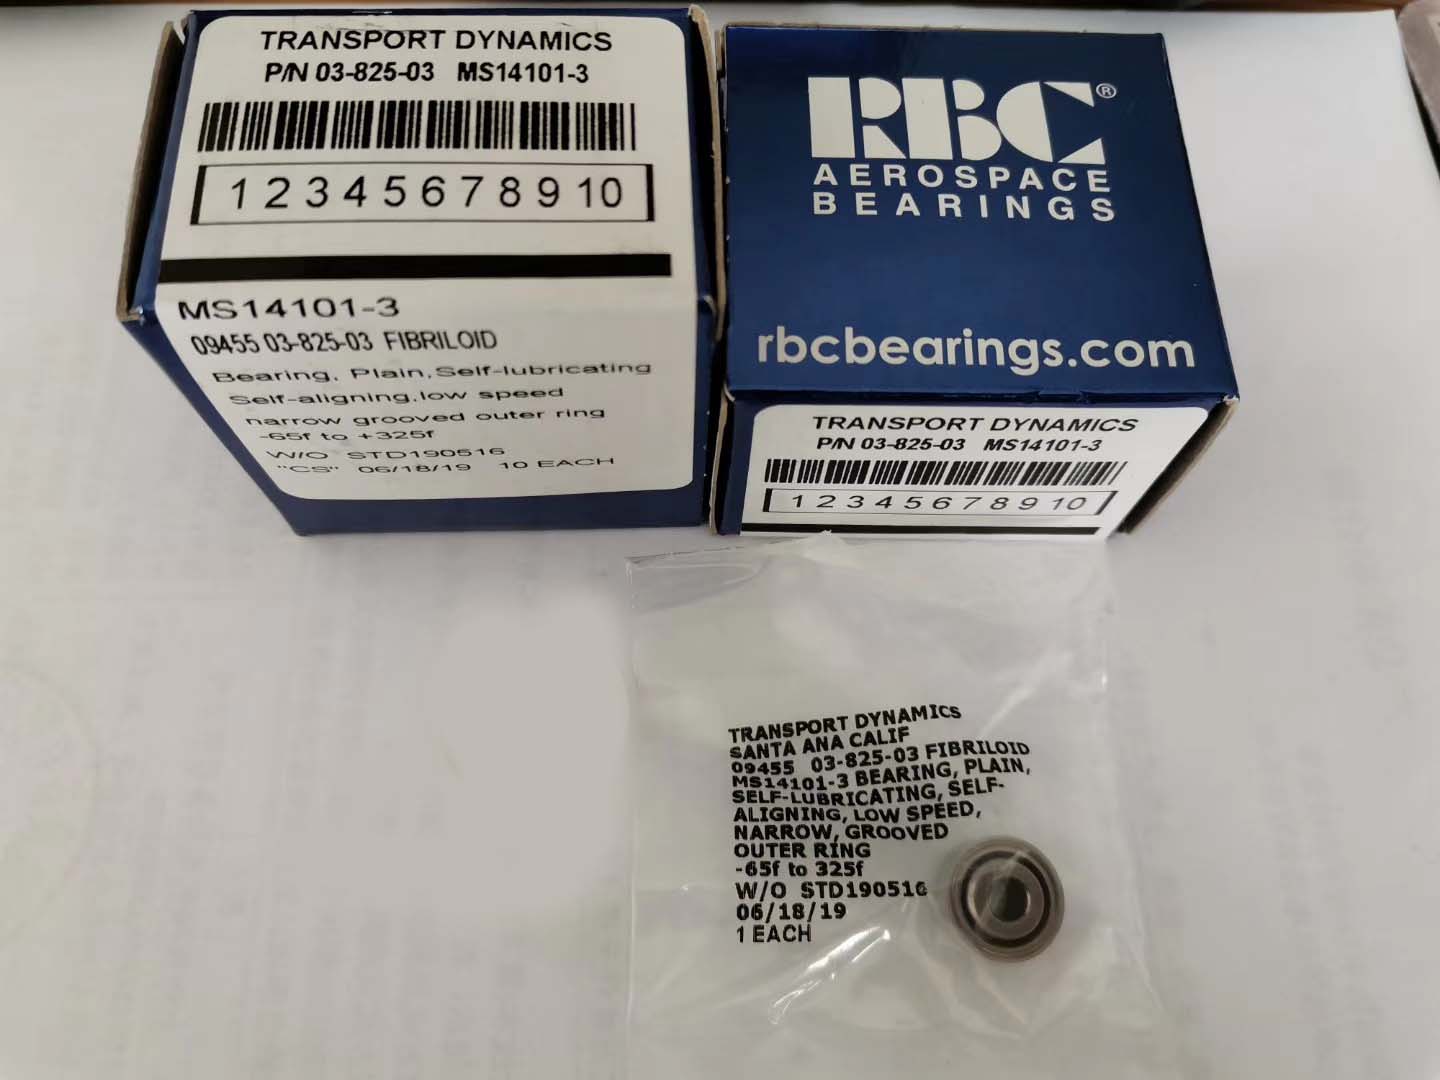 TRANSPORT DYNAMICS
P/N 03-825-03 MS14101-3
1 2 3 4 5 6 7 8 9 10
MS14101-3
09455 03-825-03 FIBRILOID
Bearing, Plain,Self-lubricating
Self-aligning,low speed
narrow grooved outer ring
-65f to +325f
W/O STD190516
"CS" 06/18/19 10 EACH
RBC®
AEROSPACE
BEARINGS
rbcbearings.com
TRANSPORT DYNAMICS
P/N 03-825-03 MS14101-3
1 2 3 4 5 6 7 8 9 10
TRANSPORT DYNAMICS
SANTA ANA CALIF
09455 03-825-03 FIBRILOID
MS14101-3 BEARING, PLAIN,
SELF-LUBRICATING, SELF-
ALIGNING, LOW SPEED,
NARROW, GROOVED
OUTER RING
-65f to 325f
W/O STD190516
06/18/19
1 EACH